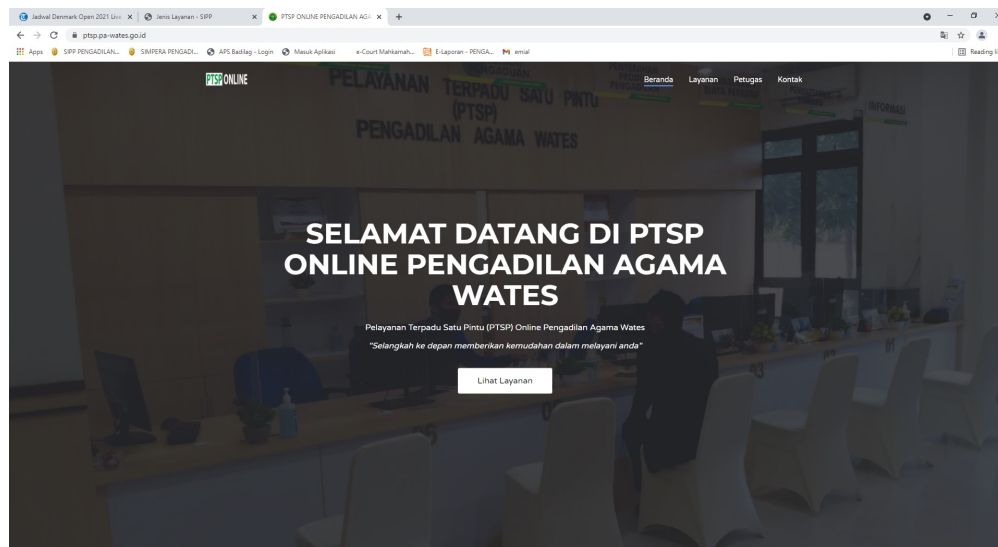 Jadwal Denmark Open 2021 Live
Jenis Layanan - SIPP
PTSP ONLINE PENGADILAN AGA
ptsp.pa-wates.go.id
Apps
SIPP PENGADILAN...
SIMPERA PENGADI...
APS Badilag - Login
Masuk Aplikasi
e-Court Mahkamah...
E-Laporan - PENGA...
emial
Reading li
PTSP ONLINE
Beranda
Layanan
Petugas
Kontak
PELAYANAN TERPADU SATU PINTU
(PTSP)
PENGADILAN AGAMA WATES
PENGADUAN
INFORMASI
SELAMAT DATANG DI PTSP
ONLINE PENGADILAN AGAMA
WATES
Pelayanan Terpadu Satu Pintu (PTSP) Online Pengadilan Agama Wates
"Selangkah ke depan memberikan kemudahan dalam melayani anda"
Lihat Layanan